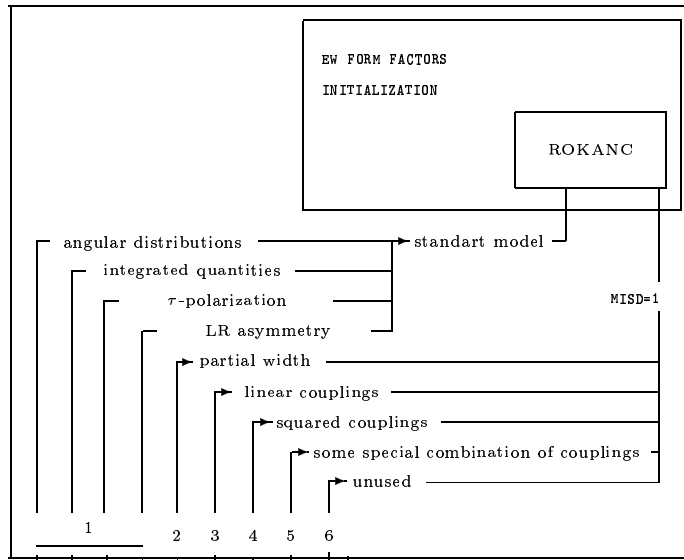 EW FORM FACTORS
INITIALIZATION
ROKANC
angular distributions
standart model
integrated quantities
τ-polarization
MISD=1
LR asymmetry
partial width
linear couplings
squared couplings
some special combination of couplings
unused
1
2 3 4 5 6